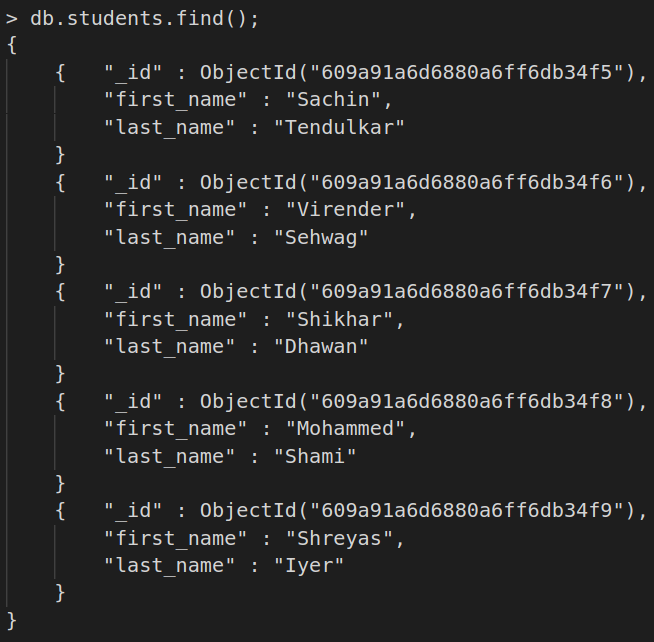 > db.students.find();
{
{ "_id" : ObjectId("609a91a6d6880a6ff6db34f5"),
"first_name" : "Sachin",
"last_name" : "Tendulkar"
}
{ "_id" : ObjectId("609a91a6d6880a6ff6db34f6"),
"first_name" : "Virender",
"last_name" : "Sehwag"
}
{ "_id" : ObjectId("609a91a6d6880a6ff6db34f7"),
"first_name" : "Shikhar",
"last_name" : "Dhawan"
}
{ "_id" : ObjectId("609a91a6d6880a6ff6db34f8"),
"first_name" : "Mohammed",
"last_name" : "Shami"
}
{ "_id" : ObjectId("609a91a6d6880a6ff6db34f9"),
"first_name" : "Shreyas",
"last_name" : "Iyer"
}
}